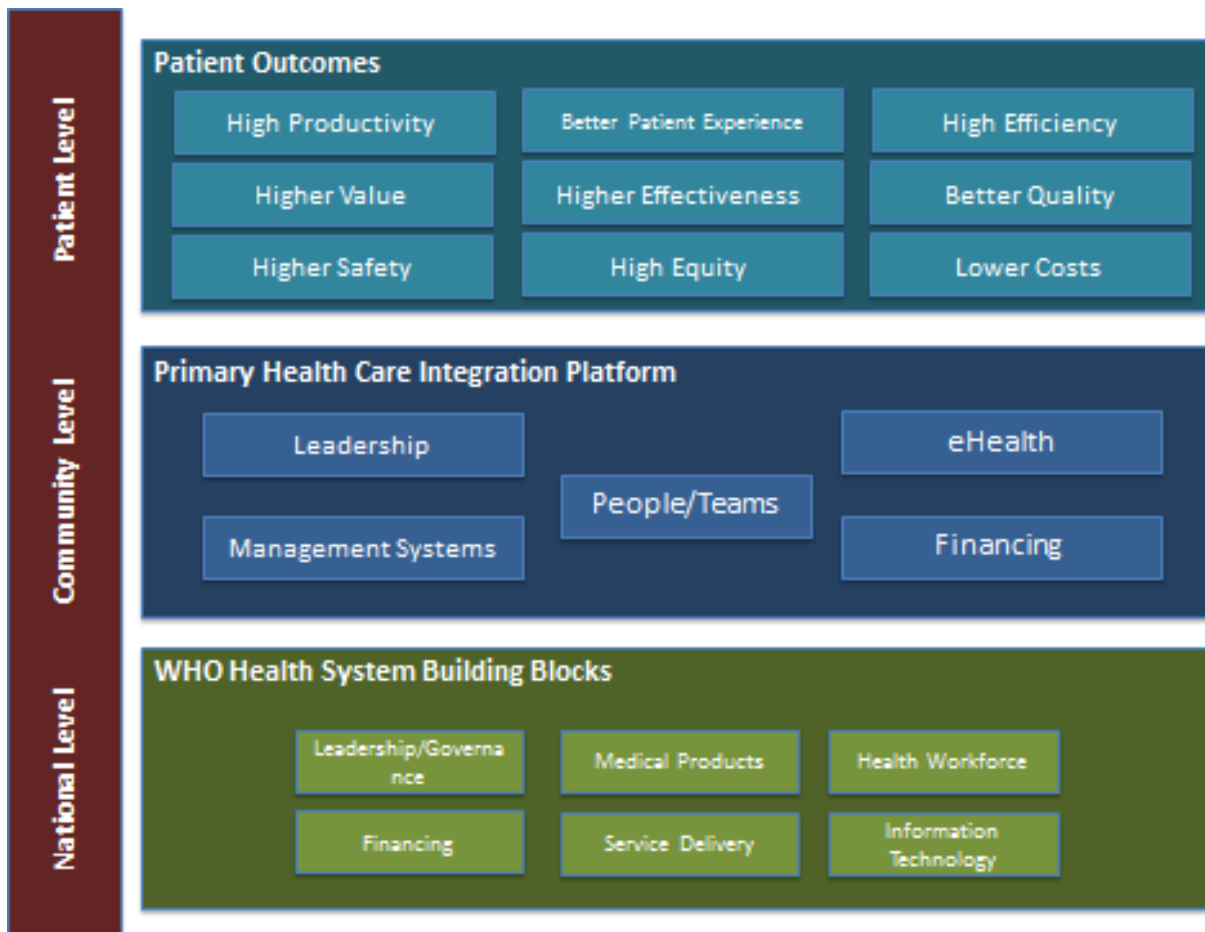 Patient Level
Patient Outcomes
High Productivity
Better Patient Experience
High Efficiency
Higher Value
Higher Effectiveness
Better Quality
Higher Safety
High Equity
Lower Costs
Community Level
Primary Health Care Integration Platform
Leadership
eHealth
People/Teams
Management Systems
Financing
National Level
WHO Health System Building Blocks
Leadership/Governa
nce
Medical Products
Health Workforce
Financing
Service Delivery
Information
Technology